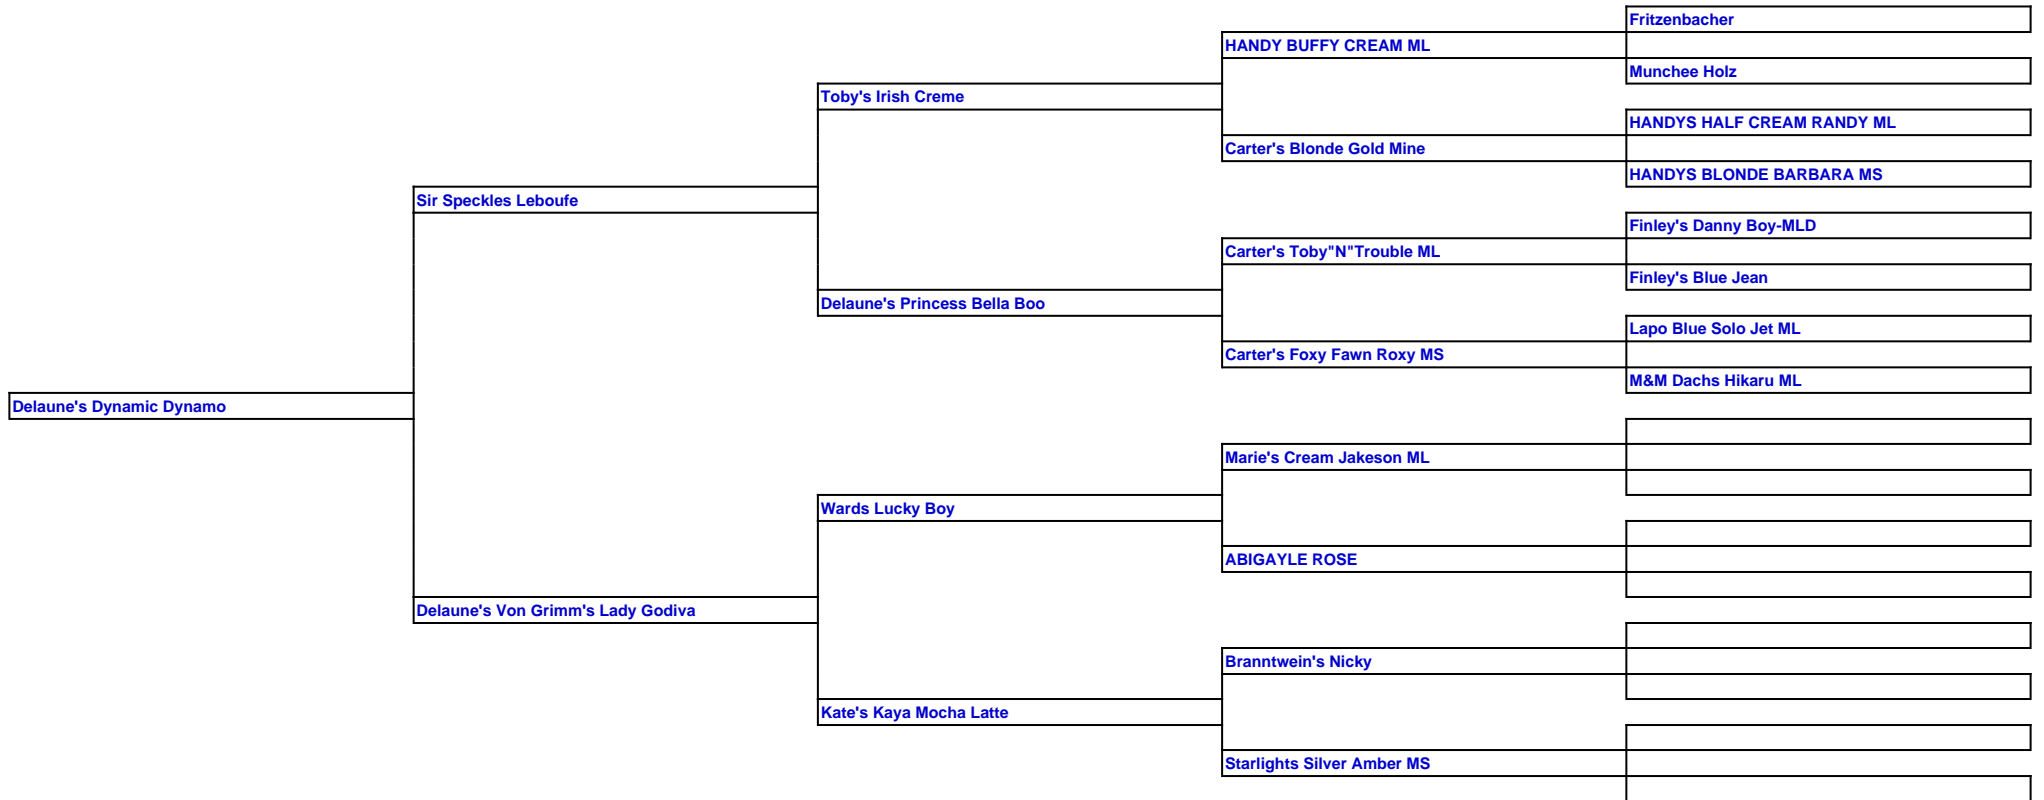 Fritzenbacher
HANDY BUFFY CREAM ML
Munchee Holz
Toby's Irish Creme
HANDYS HALF CREAM RANDY ML
Carter's Blonde Gold Mine
HANDYS BLONDE BARBARA MS
Sir Speckles Leboufe
Finley's Danny Boy-MLD
Carter's Toby"N"Trouble ML
Finley's Blue Jean
Delaune's Princess Bella Boo
Lapo Blue Solo Jet ML
Carter's Foxy Fawn Roxy MS
M&M Dachs Hikaru ML
Delaune's Dynamic Dynamo
Marie's Cream Jakeson ML
Wards Lucky Boy
ABIGAYLE ROSE
Delaune's Von Grimm's Lady Godiva
Branntwein's Nicky
Kate's Kaya Mocha Latte
Starlights Silver Amber MS